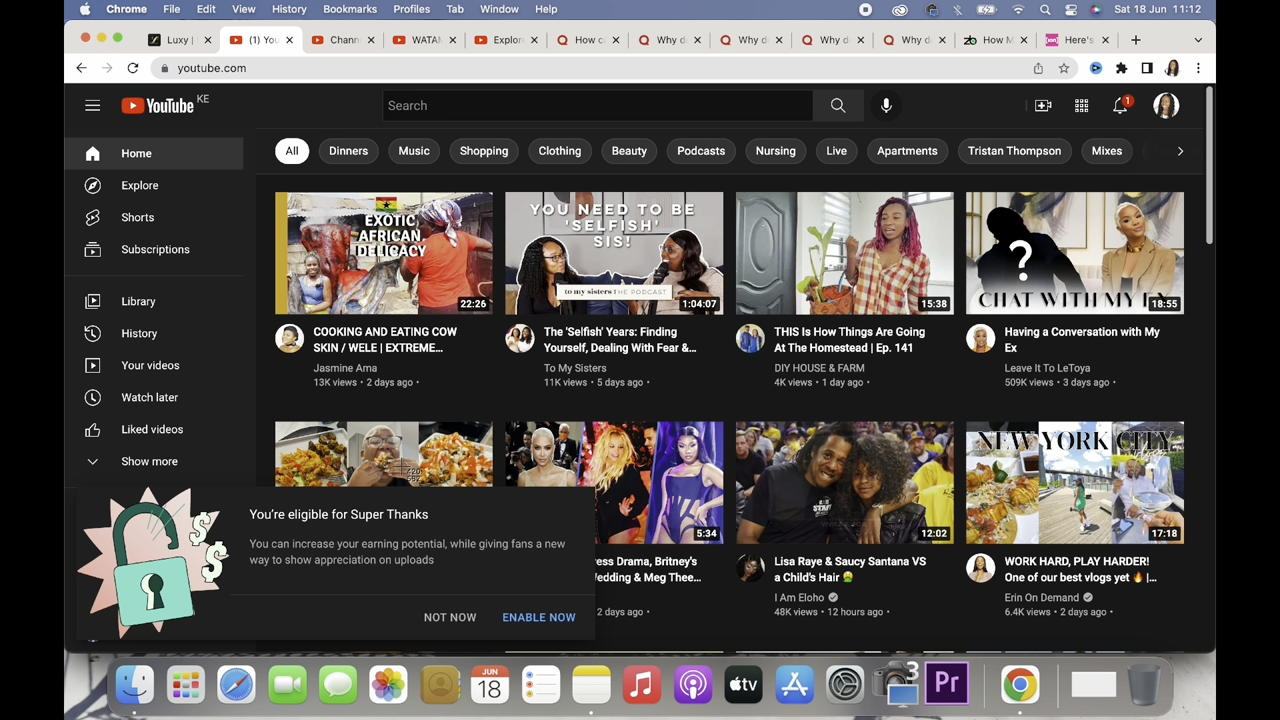 Chrome File Edit View History Bookmarks Profiles Tab Window Help
Sat 18 Jun 11:12
Luxy |
(1) You
Chann
WATA
Explor
How c
Why d
Why d
Why d
Why d
How M
Here's
youtube.com
YouTube KE
Search
1
Home
Explore
Shorts
Subscriptions
Library
History
Your videos
Watch later
Liked videos
Show more
All Dinners Music Shopping Clothing Beauty Podcasts Nursing Live Apartments Tristan Thompson Mixes
EXOTIC
AFRICAN
DELICACY
22:26
COOKING AND EATING COW
SKIN / WELE | EXTREME...
Jasmine Ama
13K views • 2 days ago •
YOU NEED TO BE
'SELFISH'
SIS!
to my sisters THE PODCAST
1:04:07
The 'Selfish' Years: Finding
Yourself, Dealing With Fear &...
To My Sisters
11K views • 5 days ago •
15:38
THIS Is How Things Are Going
At The Homestead | Ep. 141
DIY HOUSE & FARM
4K views • 1 day ago •
?
CHAT WITH MY EX
18:55
Having a Conversation with My
Ex
Leave It To LeToya
509K views • 3 days ago •
5:34
ress Drama, Britney's
edding & Meg Thee...
2 days ago •
12:02
Lisa Raye & Saucy Santana VS
a Child's Hair
I Am Eloho
48K views • 12 hours ago •
NEW YORK CITY
17:18
WORK HARD, PLAY HARDER!
One of our best vlogs yet 🔥 |...
Erin On Demand
6.4K views • 2 days ago •
You're eligible for Super Thanks
You can increase your earning potential, while giving fans a new
way to show appreciation on uploads
NOT NOW ENABLE NOW
JUN
18
tv
3
Pr